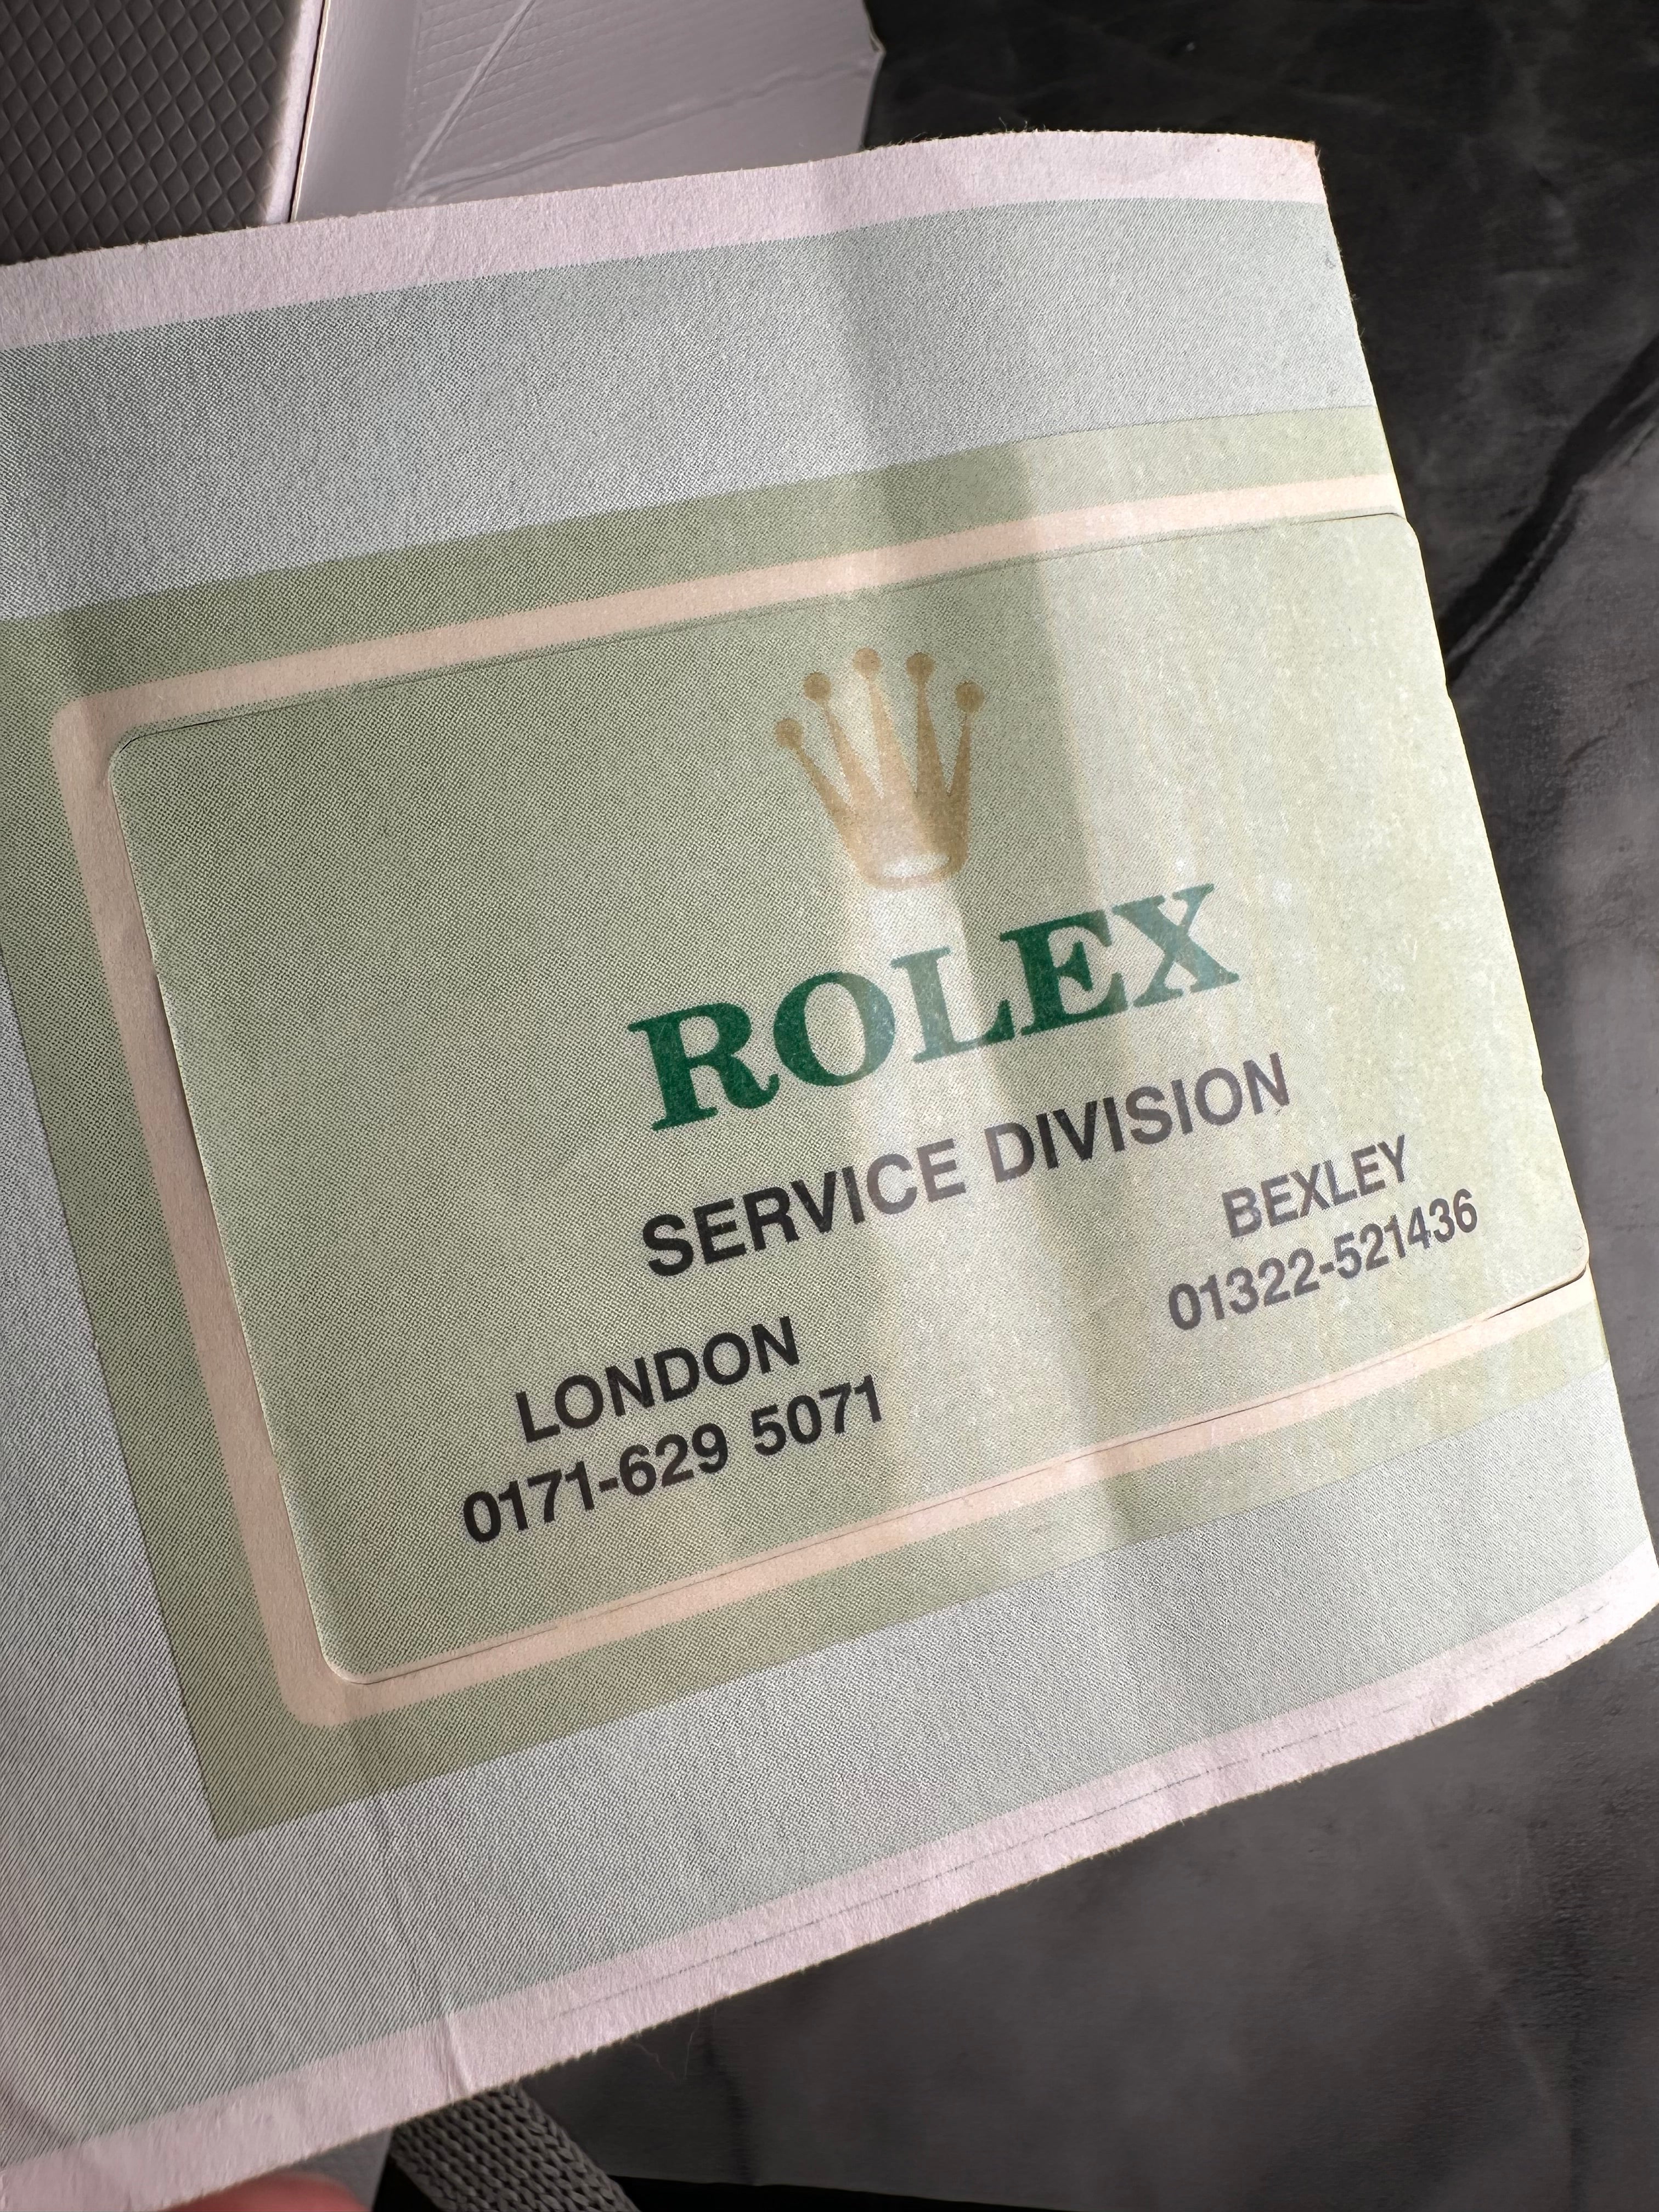 ROLEX
SERVICE DIVISION
LONDON
0171-629 5071
BEXLEY
01322-521436